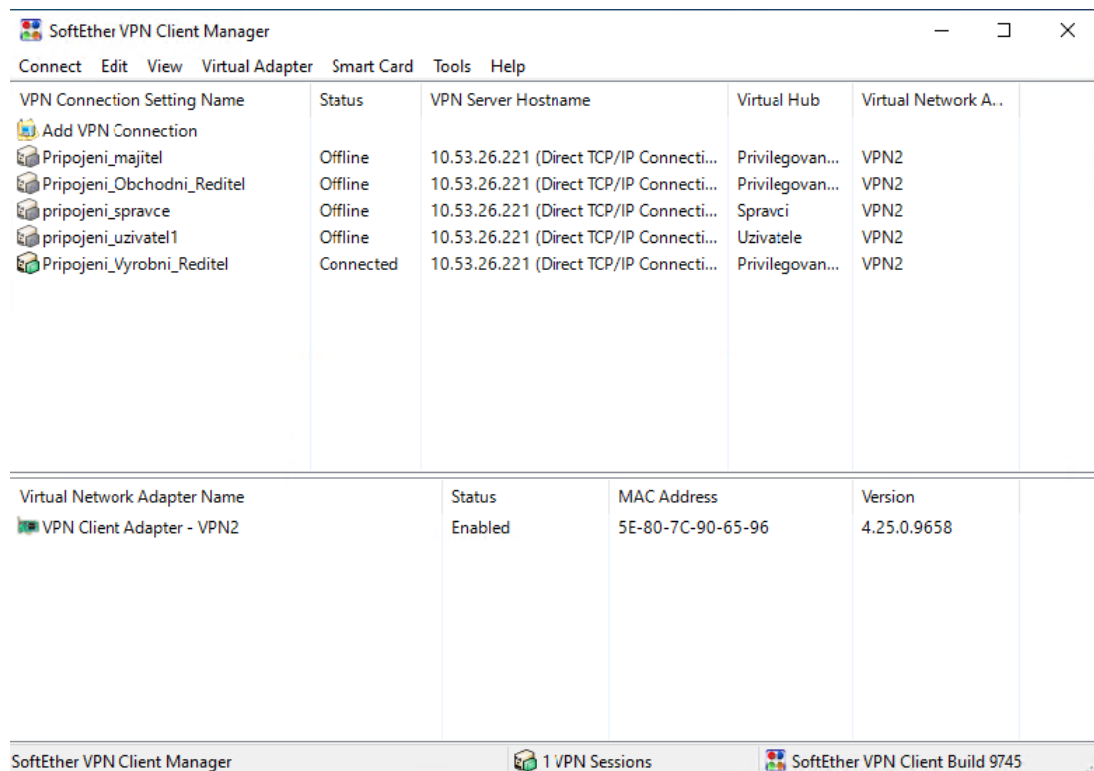 SoftEther VPN Client Manager
Connect Edit View Virtual Adapter Smart Card Tools Help
VPN Connection Setting Name Status VPN Server Hostname Virtual Hub Virtual Network A...
Add VPN Connection
Pripojeni_majitel Offline 10.53.26.221 (Direct TCP/IP Connecti... Privilegovan... VPN2
Pripojeni_Obchodni_Reditel Offline 10.53.26.221 (Direct TCP/IP Connecti... Privilegovan... VPN2
pripojeni_spravce Offline 10.53.26.221 (Direct TCP/IP Connecti... Spravci VPN2
pripojeni_uzivatel1 Offline 10.53.26.221 (Direct TCP/IP Connecti... Uzivatele VPN2
Pripojeni_Vyrobni_Reditel Connected 10.53.26.221 (Direct TCP/IP Connecti... Privilegovan... VPN2
Virtual Network Adapter Name Status MAC Address Version
VPN Client Adapter - VPN2 Enabled 5E-80-7C-90-65-96 4.25.0.9658
SoftEther VPN Client Manager 1 VPN Sessions SoftEther VPN Client Build 9745